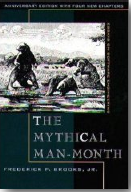 ANNIVERSARY EDITION WITH FOUR NEW CHAPTERS
THE
MYTHICAL
MAN-MONTH
FREDERICK P. BROOKS, JR.